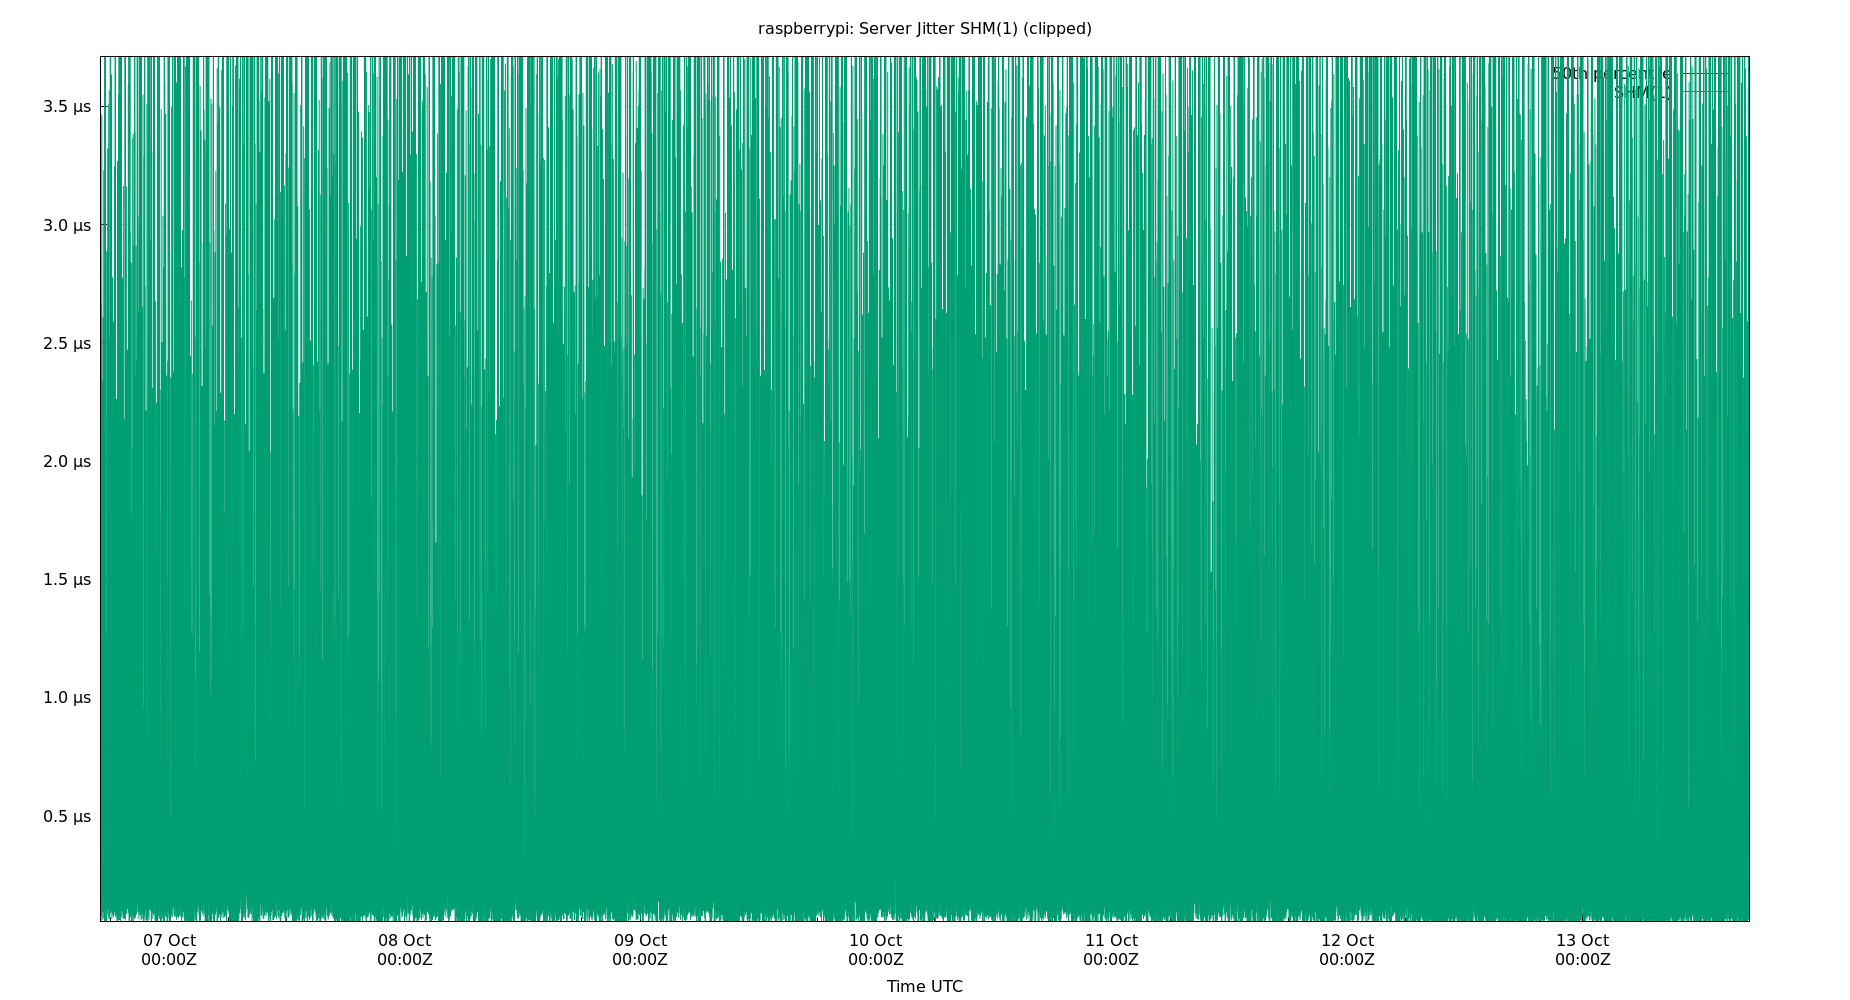 raspberrypi: Server Jitter SHM(1) (clipped)
50th percentile
SHM(1)
3.5 µs
3.0 µs
2.5 µs
2.0 µs
1.5 µs
1.0 µs
0.5 µs
07 Oct 08 Oct 09 Oct 10 Oct 11 Oct 12 Oct 13 Oct
00:00Z 00:00Z 00:00Z 00:00Z 00:00Z 00:00Z 00:00Z
Time UTC